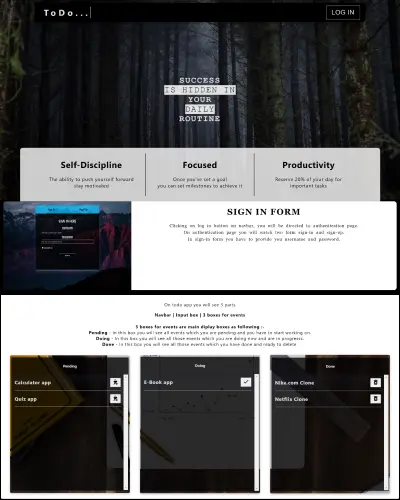 ToDo...
LOG IN
SUCCESS
IS HIDDEN IN
YOUR
DAILY
ROUTINE
Self-Discipline
The ability to push yourself forward
stay motivated
Focused
Once you've set a goal
you can set milestones to achieve it
Productivity
Reserve 20% of your day for
important tasks
SIGN IN HERE
SIGN IN FORM
Clicking on log in button on navbar, you will be directed to authentication page.
On authentication page you will watch two form sign-in and sign-up.
In sign-in form you have to provide you username and password.
On todo app you will see 3 parts
Navbar | Input box | 3 boxes for events
3 boxes for events are main diplay boxes as following :-
Pending - In this box you will see all events which you are pending and you have to start working on.
Doing - In this box you will see all those events which you are doing now and are in progress.
Done - In this box you will see all those events which you have done and ready to delete
Pending
Calculator app
Quiz app
Doing
E-Book app
Done
Nike.com Clone
Netflix Clone